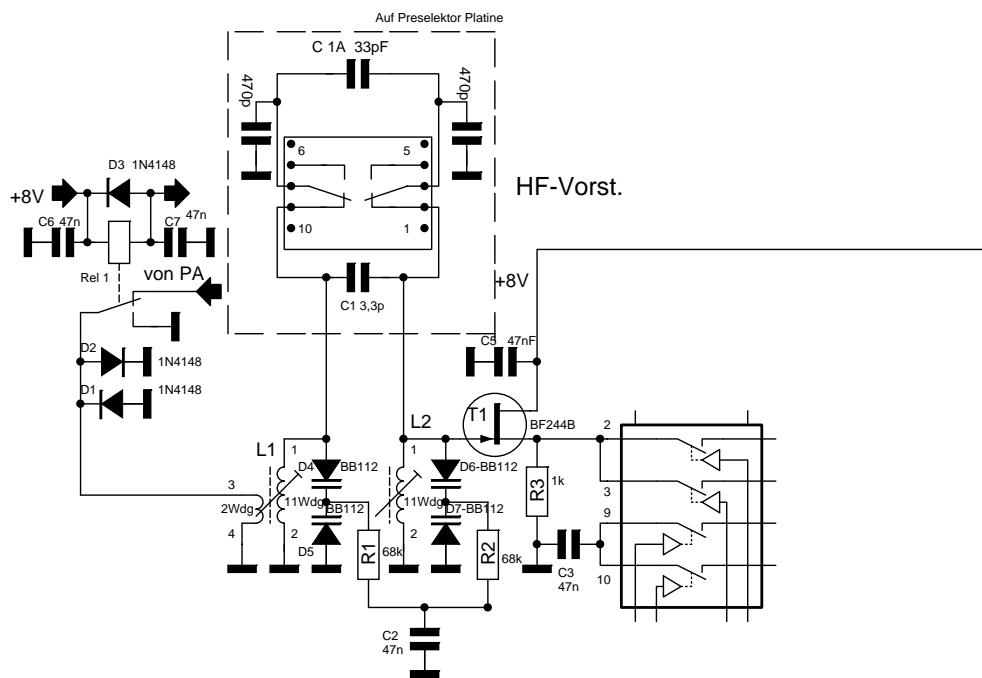 Auf Preselektor Platine
C 1A 33pF
470p
470p
6
5
10
1
C1 3,3p
HF-Vorst.
D3 1N4148
+8V
C6 47n
C7 47n
Rel 1
von PA
D2
1N4148
D1
1N4148
+8V
C5 47nF
T1
BF244B
L1
L2
1
2
3
4
2Wdg
11Wdg
D4 BB112
BB112
D5
R1
68k
1
2
11Wdg
D6-BB112
D7-BB112
R2
68k
R3
1k
C3
47n
C2
47n
2
3
9
10